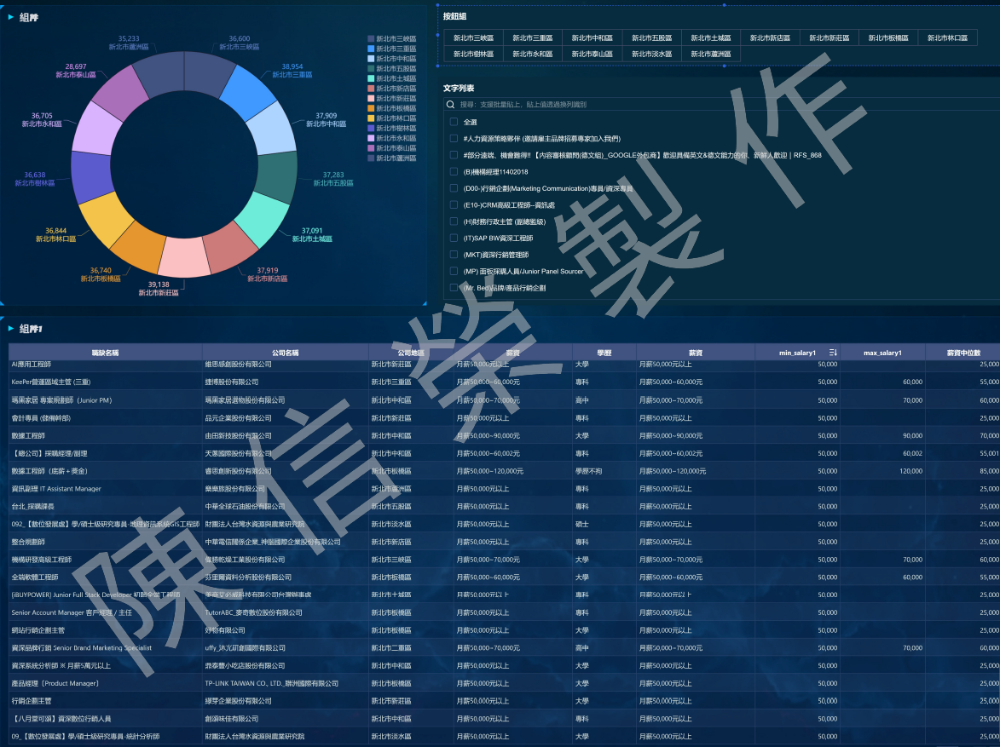 組件
36,600
新北市三峽區
38,954
新北市三重區
37,909
新北市中和區
37,283
新北市五股區
37,091
新北市土城區
37,919
新北市新店區
39,138
新北市新莊區
36,740
新北市板橋區
36,844
新北市林口區
36,638
新北市樹林區
36,705
新北市永和區
28,697
新北市泰山區
35,233
新北市蘆洲區
新北市三峽區
新北市三重區
新北市中和區
新北市五股區
新北市土城區
新北市新店區
新北市新莊區
新北市板橋區
新北市林口區
新北市樹林區
新北市永和區
新北市泰山區
新北市蘆洲區
按鈕組
新北市三峽區 新北市三重區 新北市中和區 新北市五股區 新北市土城區 新北市新店區 新北市新莊區 新北市板橋區 新北市林口區
新北市樹林區 新北市永和區 新北市泰山區 新北市淡水區 新北市蘆洲區
文字列表
搜尋：支援批量貼上，貼上值透過換列識別
全選
#人力資源策略夥伴 (邀請雇主品牌招募專家加入我們)
#部分遠端、機會難得!! 【內容審核顧問(德文組)_GOOGLE外包商】歡迎具備英文&德文能力的你、新鮮人歡迎｜RFS_868
(B)機構經理11402018
(D00-)行銷企劃(Marketing Communication)專員/資深專員
(E10-)CRM高級工程師–資訊處
(H)財務行政主管 (副總監級)
(IT)SAP BW資深工程師
(MKT)資深行銷管理師
(MP) 面板採購人員/Junior Panel Sourcer
(Mr. Bed)品牌/產品行銷企劃
組件1
職缺名稱 公司名稱 公司地區 薪資 學歷 薪資 min_salary1 max_salary1 薪資中位數
AI應用工程師 維思感創股份有限公司 新北市新莊區 月薪50,000元以上 大學 月薪50,000元以上 50,000 25,000
KeePer營運區域主管 (三重) 捷博股份有限公司 新北市三重區 月薪50,000~60,000元 專科 月薪50,000~60,000元 50,000 60,000 55,000
瑪黑家居 專案規劃師（Junior PM） 瑪黑家居選物股份有限公司 新北市中和區 月薪50,000~70,000元 高中 月薪50,000~70,000元 50,000 70,000 60,000
會計專員 (儲備幹部) 品元企業股份有限公司 新北市新莊區 月薪50,000元以上 專科 月薪50,000元以上 50,000 25,000
數據工程師 由田新技股份有限公司 新北市中和區 月薪50,000~90,000元 大學 月薪50,000~90,000元 50,000 90,000 70,000
【總公司】採購經理/副理 天蔥國際股份有限公司 新北市中和區 月薪50,000~60,002元 專科 月薪50,000~60,002元 50,000 60,002 55,001
數據工程師（底薪 + 獎金） 睿思創新股份有限公司 新北市板橋區 月薪50,000~120,000元 學歷不拘 月薪50,000~120,000元 50,000 120,000 85,000
資訊副理 IT Assistant Manager 樂樂旅股份有限公司 新北市蘆洲區 月薪50,000元以上 專科 月薪50,000元以上 50,000 25,000
台北_採購課長 中華全球石油股份有限公司 新北市五股區 月薪50,000元以上 專科 月薪50,000元以上 50,000 25,000
092_【數位發展處】學/碩士級研究專員-地理資訊系統GIS工程師 財團法人台灣水資源與農業研究院 新北市淡水區 月薪50,000元以上 碩士 月薪50,000元以上 50,000 25,000
整合規劃師 中華電信關係企業_神腦國際企業股份有限公司 新北市新店區 月薪50,000元以上 專科 月薪50,000元以上 50,000 25,000
機構研發高級工程師 偉勝乾燥工業股份有限公司 新北市三峽區 月薪50,000~70,000元 大學 月薪50,000~70,000元 50,000 70,000 60,000
全端軟體工程師 芬里爾資料分析股份有限公司 新北市板橋區 月薪50,000~60,000元 大學 月薪50,000~60,000元 50,000 60,000 55,000
(iBUYPOWER) Junior Full Stack Developer 初階全端工程師 美商艾必威科技有限公司台灣辦事處 新北市土城區 月薪50,000元以上 專科 月薪50,000元以上 50,000 25,000
Senior Account Manager 客戶經理 / 主任 TutorABC_麥奇數位股份有限公司 新北市板橋區 月薪50,000元以上 專科 月薪50,000元以上 50,000 25,000
網站行銷企劃主管 好物有限公司 新北市板橋區 月薪50,000元以上 大學 月薪50,000元以上 50,000 25,000
資深品牌行銷 Senior Brand Marketing Specialist uffy_沐光研創國際有限公司 新北市三重區 月薪50,000~70,000元 高中 月薪50,000~70,000元 50,000 70,000 60,000
資深系統分析師 ※ 月薪5萬元以上 鼎泰豐小吃店股份有限公司 新北市中和區 月薪50,000元以上 大學 月薪50,000元以上 50,000 25,000
產品經理［Product Manager］ TP-LINK TAIWAN CO., LTD._聯洲國際有限公司 新北市板橋區 月薪50,000元以上 大學 月薪50,000元以上 50,000 25,000
行銷企劃主管 綠芽企業股份有限公司 新北市新莊區 月薪50,000元以上 大學 月薪50,000元以上 50,000 25,000
【八月堂可頌】資深數位行銷人員 創頌味佳有限公司 新北市中和區 月薪50,000元以上 專科 月薪50,000元以上 50,000 25,000
09_【數位發展處】學/碩士級研究專員-統計分析師 財團法人台灣水資源與農業研究院 新北市淡水區 月薪50,000元以上 大學 月薪50,000元以上 50,000 25,000
陳信榮製作